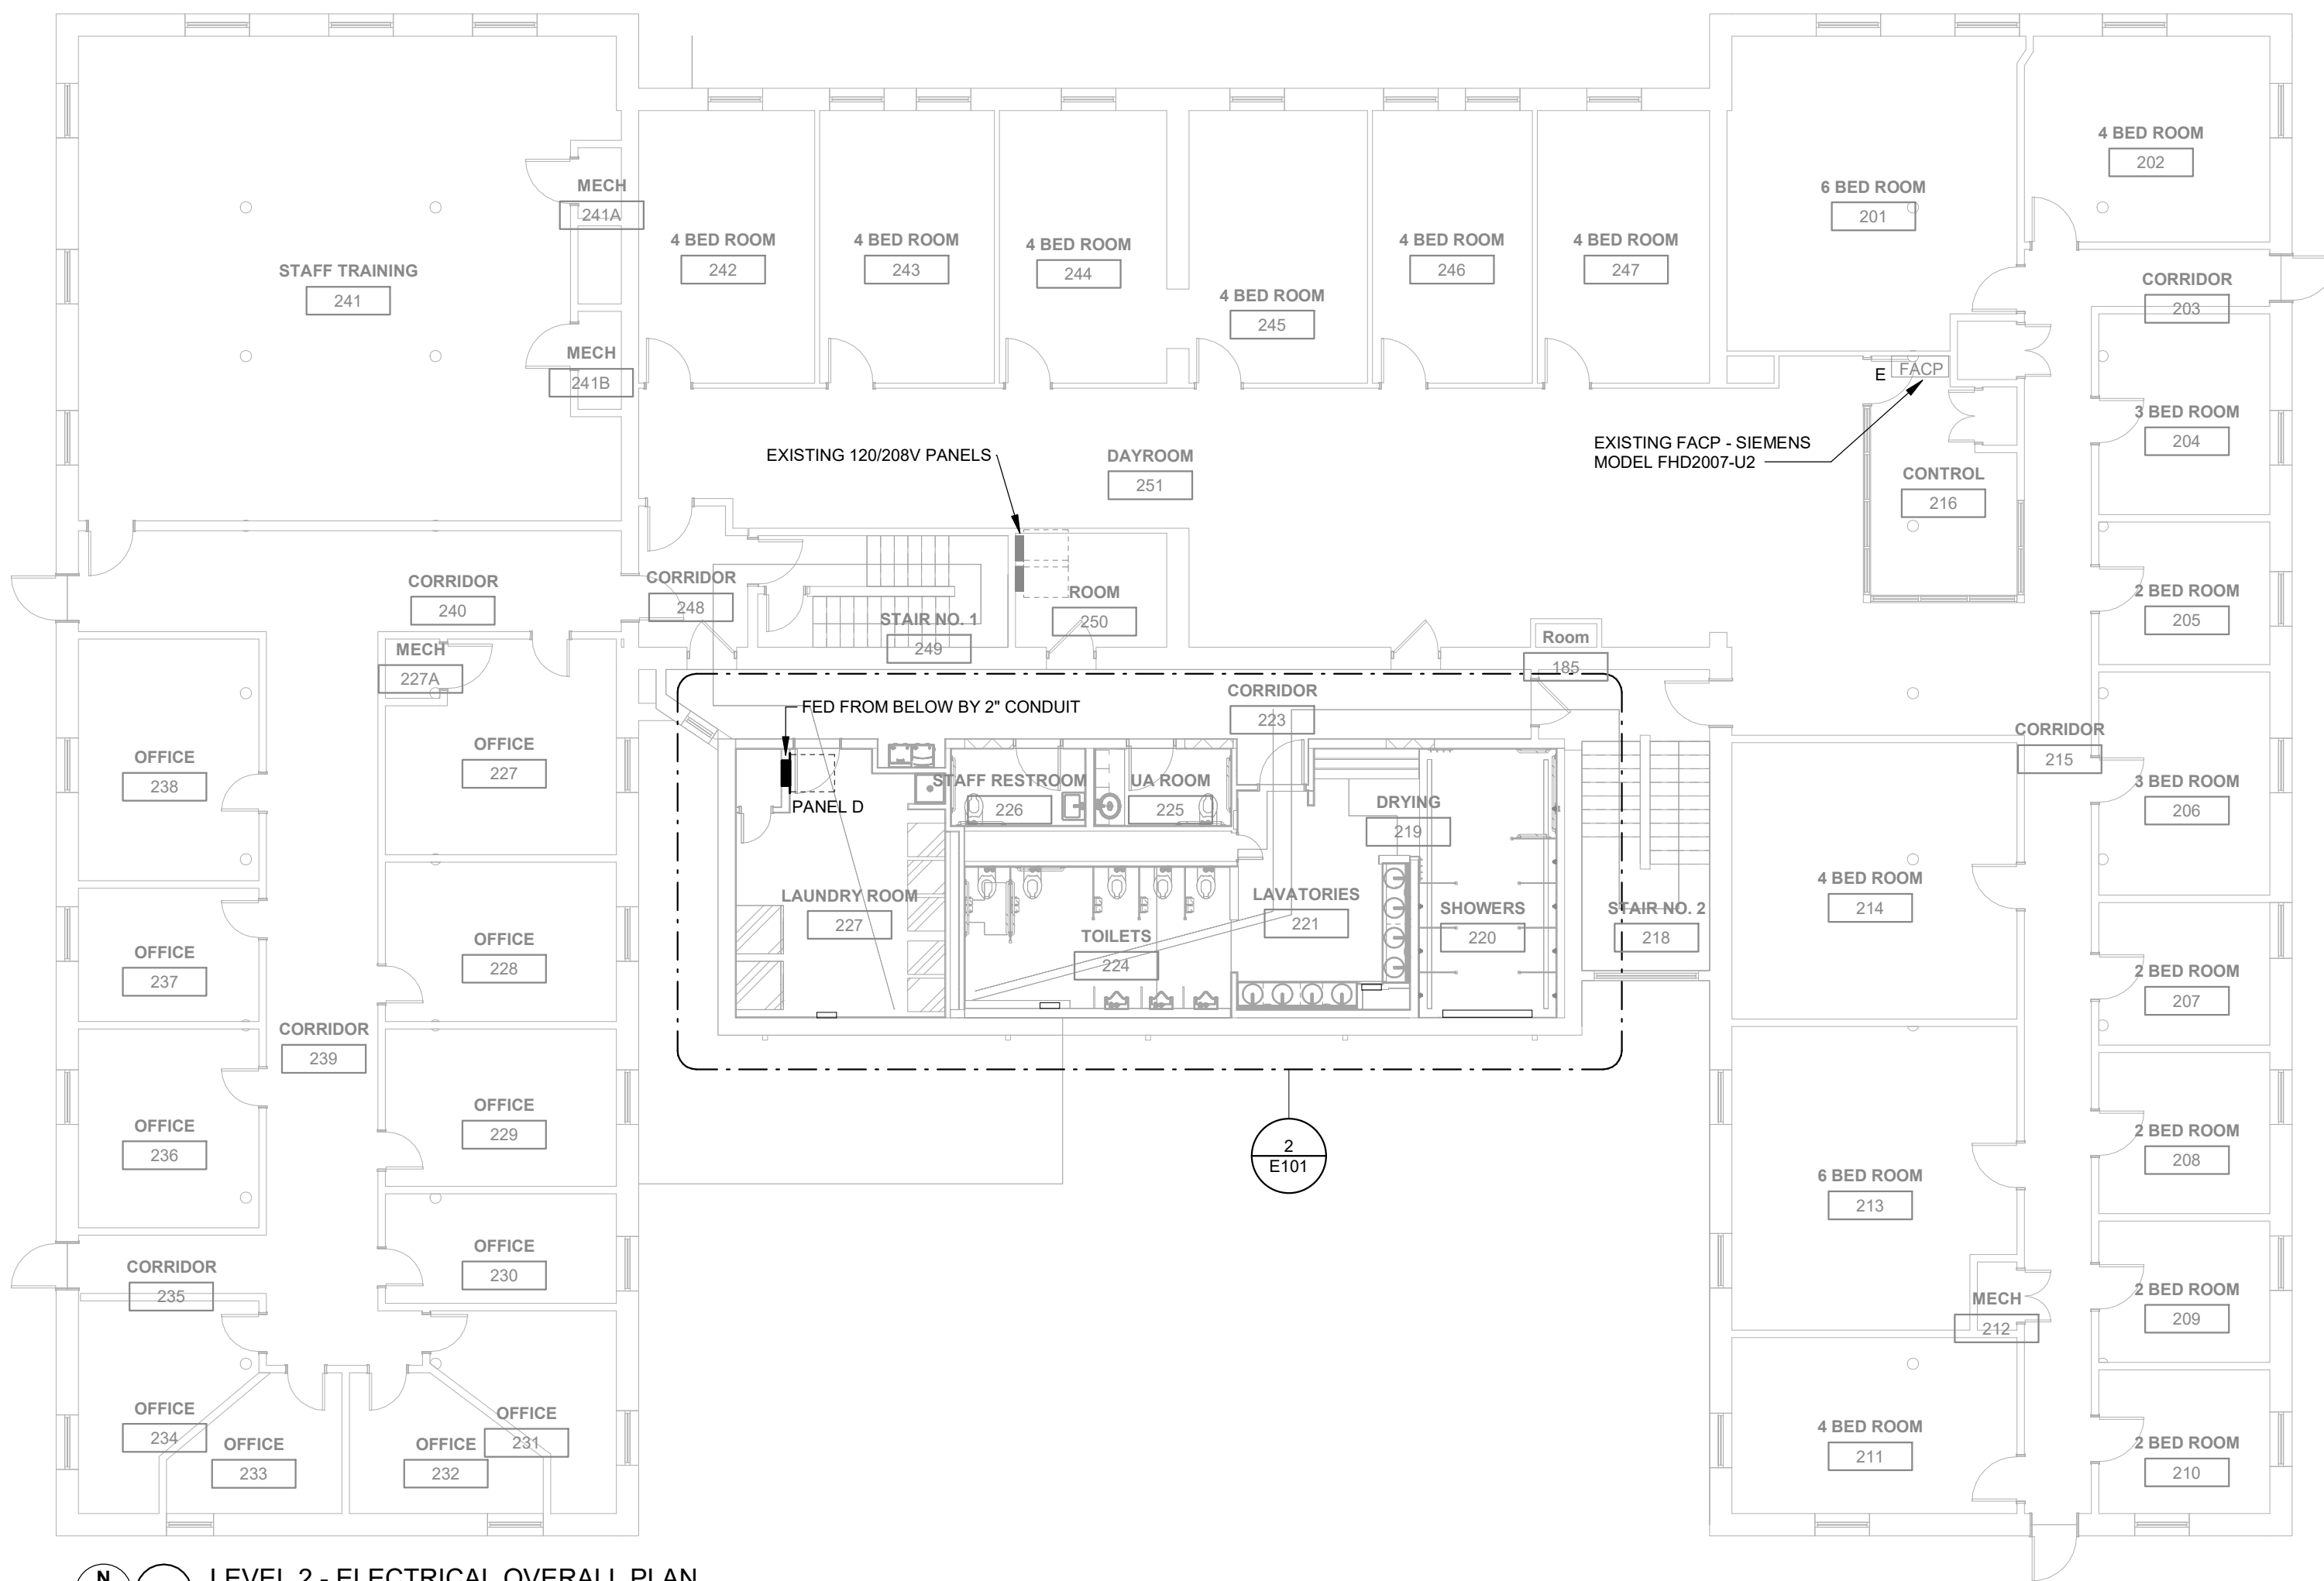 4 BED ROOM
202
MECH
241A
6 BED ROOM
201
4 BED ROOM
242
4 BED ROOM
243
4 BED ROOM
244
4 BED ROOM
246
4 BED ROOM
247
STAFF TRAINING
241
4 BED ROOM
245
CORRIDOR
203
MECH
241B
E
FACP
3 BED ROOM
204
EXISTING 120/208V PANELS
DAYROOM
251
EXISTING FACP - SIEMENS
MODEL FHD2007-U2
CONTROL
216
CORRIDOR
240
CORRIDOR
248
STAIR NO. 1
249
ROOM
250
2 BED ROOM
205
Room
185
MECH
227A
FED FROM BELOW BY 2" CONDUIT
CORRIDOR
223
CORRIDOR
215
OFFICE
238
OFFICE
227
STAFF RESTROOM
226
UA ROOM
225
3 BED ROOM
206
PANEL D
DRYING
219
LAUNDRY ROOM
227
LAVATORIES
221
SHOWERS
220
STAIR NO. 2
218
4 BED ROOM
214
TOILETS
224
OFFICE
237
OFFICE
228
2 BED ROOM
207
CORRIDOR
239
OFFICE
236
OFFICE
229
2
E101
2 BED ROOM
208
6 BED ROOM
213
OFFICE
230
CORRIDOR
235
2 BED ROOM
209
MECH
212
OFFICE
234
OFFICE
233
OFFICE
232
OFFICE
231
4 BED ROOM
211
2 BED ROOM
210
N
LEVEL 2 - ELECTRICAL OVERALL PLAN